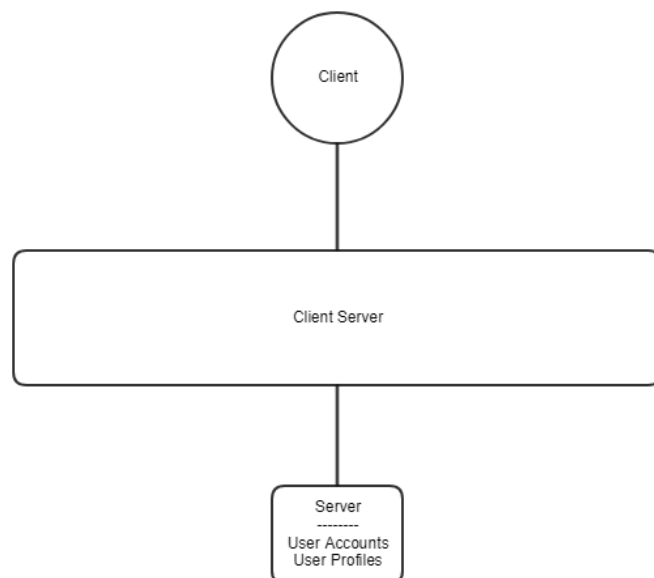 Client
Client Server
Server
--------
User Accounts
User Profiles